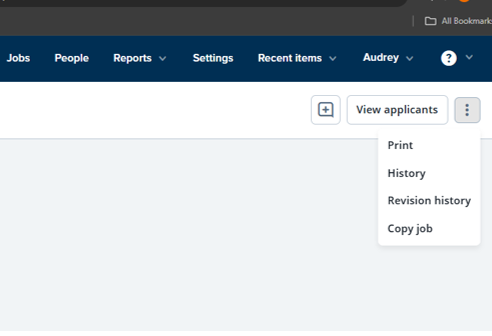 All Bookmarks
Jobs People Reports Settings Recent items Audrey ?
View applicants
Print
History
Revision history
Copy job